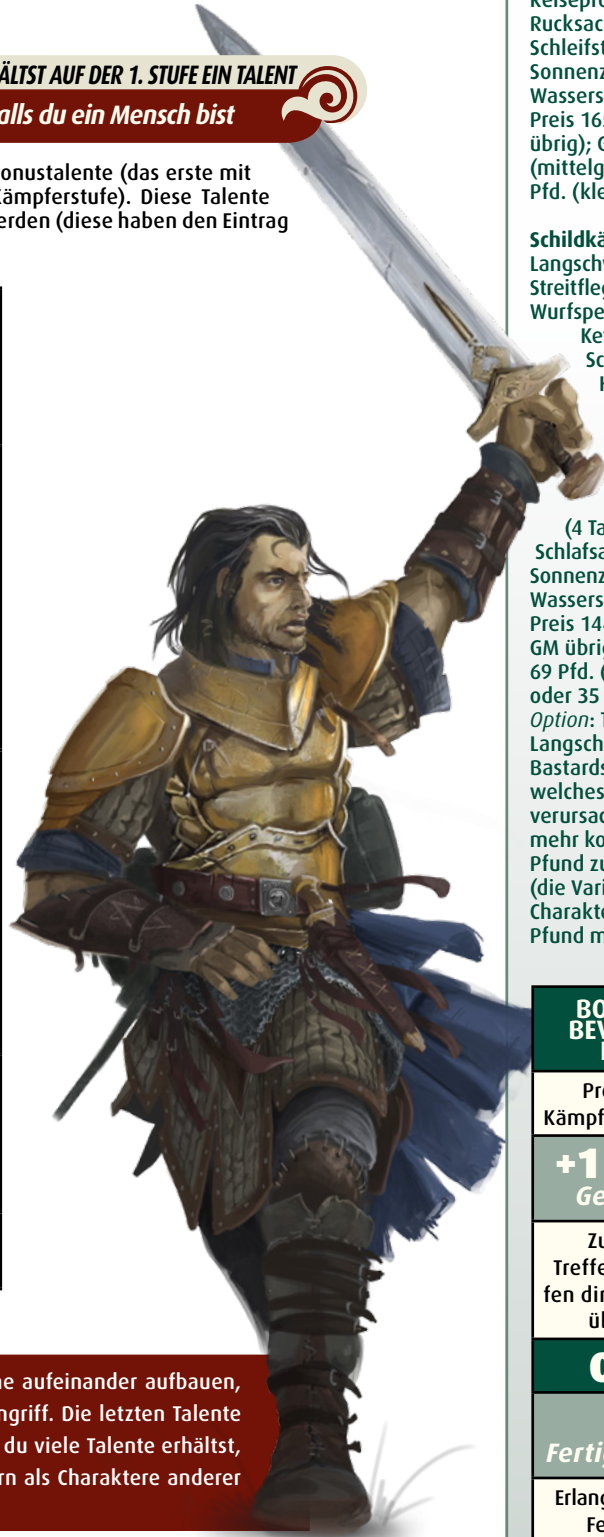 ÄLTST AUF DER 1. STUFE EIN TALENT
alls du ein Mensch bist
onustalente (das erste mit
Kämpferstufe). Diese Talente
erden (diese haben den Eintrag
ne aufeinander aufbauen,
ngriff. Die letzten Talente
du viele Talente erhältst,
rn als Charaktere anderer
Rucksac
Schleifst
Sonnenz
Wassers
Preis 16
übrig); G
(mittelg
Pfd. (kle
Schildkä
Langschw
Streitfleg
Wurfspe
Ke
Sc
H
(4 Ta
Schlafsa
Sonnenz
Wassers
Preis 14
GM übrig
69 Pfd. (
oder 35
Option: T
Langsch
Bastards
welches
verursac
mehr ko
Pfund zu
(die Vari
Charakte
Pfund m
BO
BEV
Pr
Kämpf
+1
Ge
Zu
Treffe
fen dir
üb
Fertig
Erlang
Fe